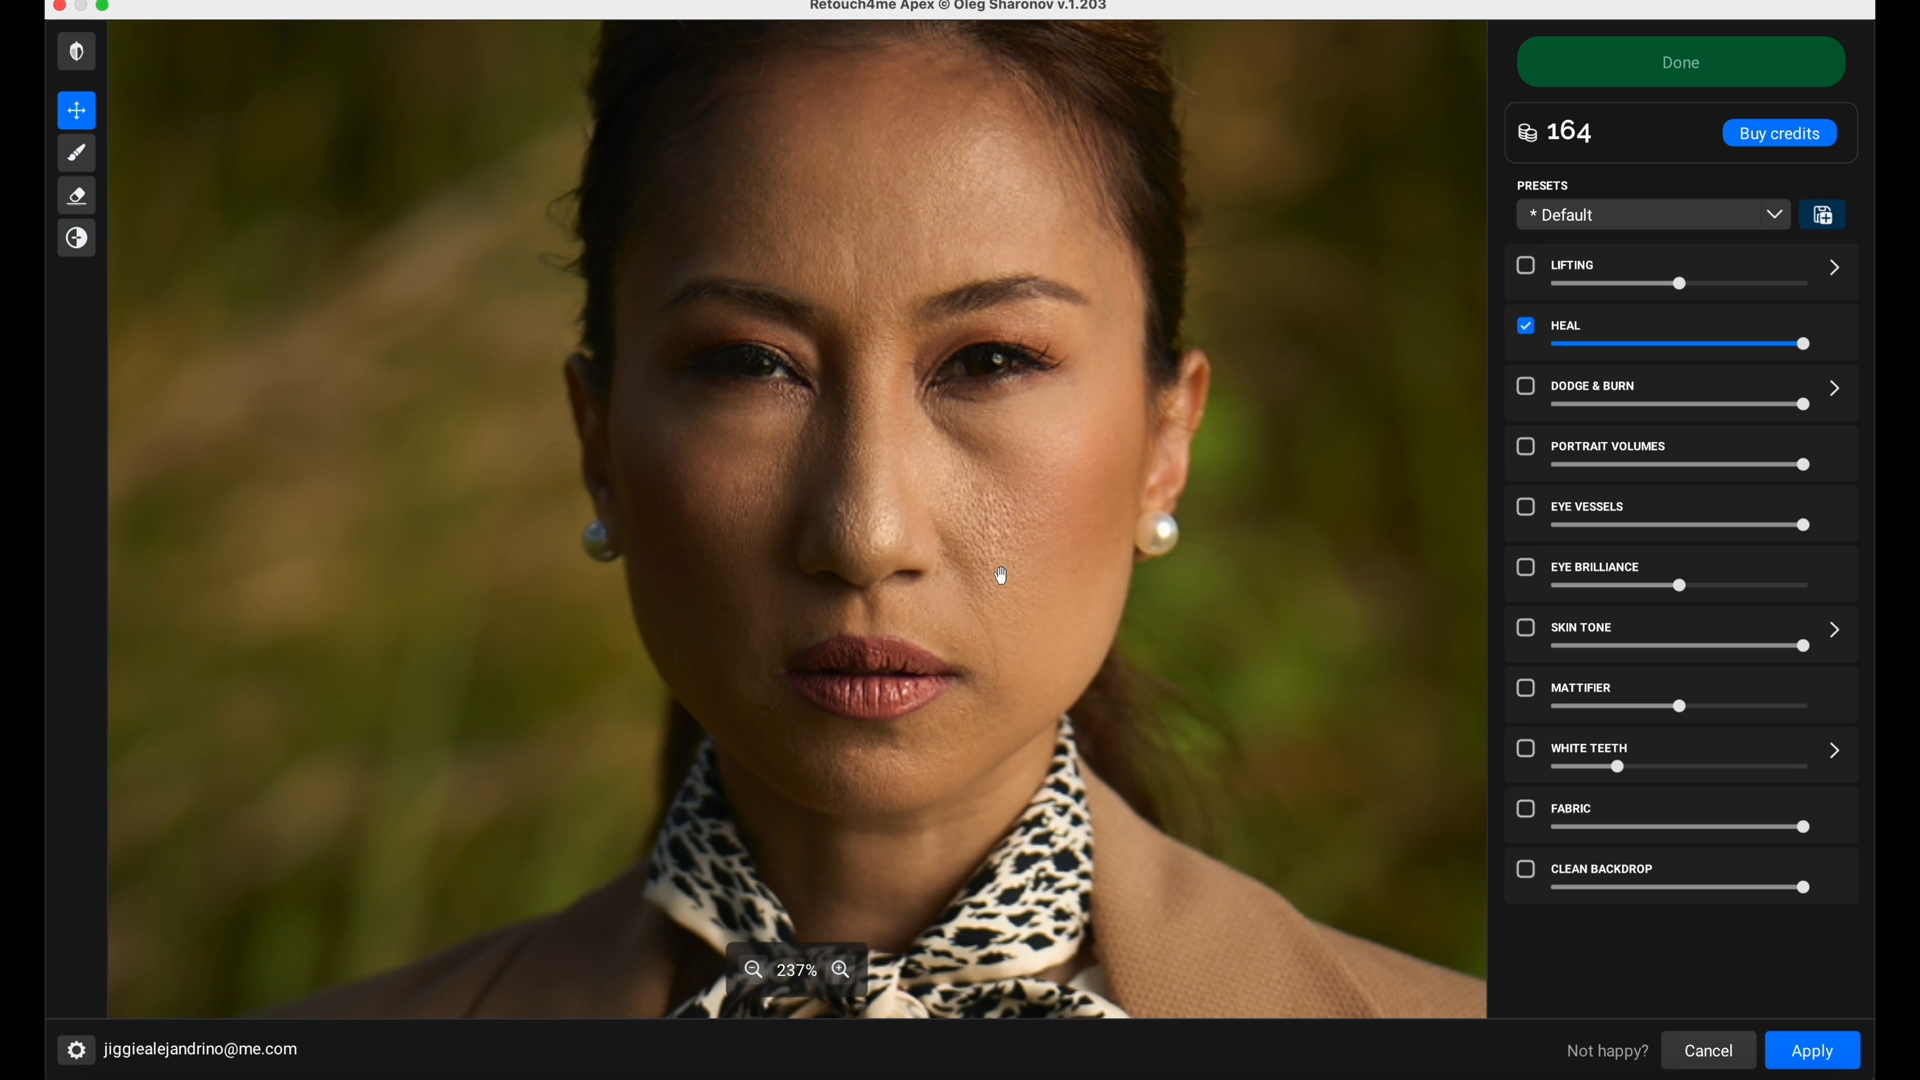 Retouch4me Apex © Oleg Sharonov v.1.203
Done
164
Buy credits
PRESETS
* Default
LIFTING
HEAL
DODGE & BURN
PORTRAIT VOLUMES
EYE VESSELS
EYE BRILLIANCE
SKIN TONE
MATTIFIER
WHITE TEETH
FABRIC
CLEAN BACKDROP
237%
jiggiealejandrino@me.com
Not happy?
Cancel
Apply